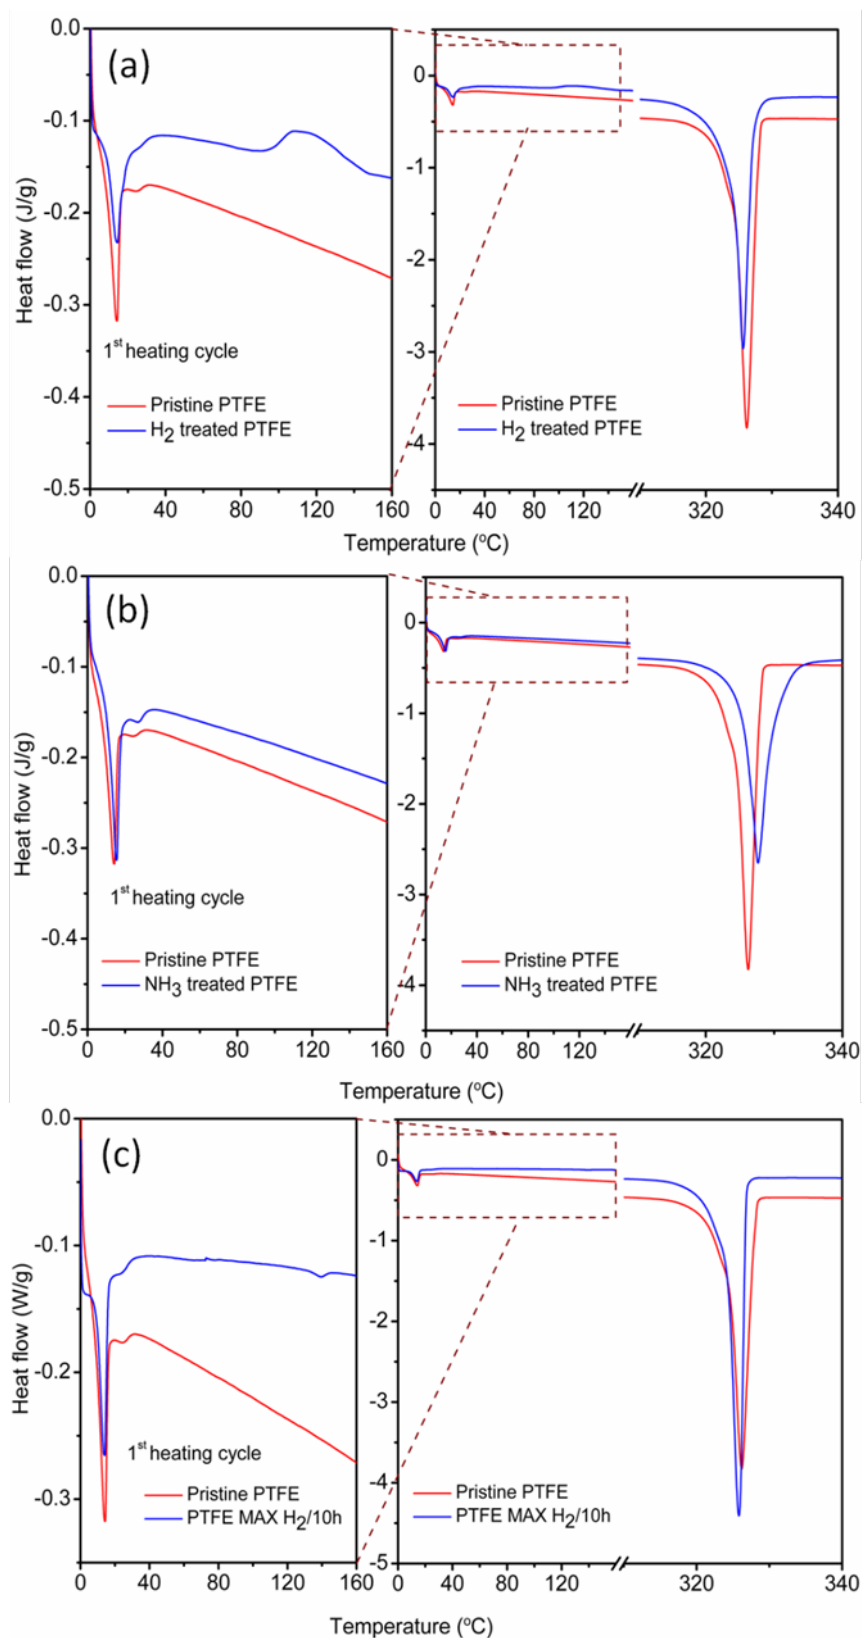 (a)
Heat flow (J/g)
0.0
-0.1
-0.2
-0.3
-0.4
-0.5
1st heating cycle
Pristine PTFE
H2 treated PTFE
0 40 80 120 160
0
-1
-2
-3
-4
Pristine PTFE
H2 treated PTFE
0 40 80 120 320 340
Temperature (oC)
(b)
Heat flow (J/g)
0.0
-0.1
-0.2
-0.3
-0.4
-0.5
1st heating cycle
Pristine PTFE
NH3 treated PTFE
0 40 80 120 160
0
-1
-2
-3
-4
Pristine PTFE
NH3 treated PTFE
0 40 80 120 320 340
Temperature (oC)
(c)
Heat flow (W/g)
0.0
-0.1
-0.2
-0.3
1st heating cycle
Pristine PTFE
PTFE MAX H2/10h
0 40 80 120 160
0
-1
-2
-3
-4
-5
Pristine PTFE
PTFE MAX H2/10h
0 40 80 120 320 340
Temperature (oC)